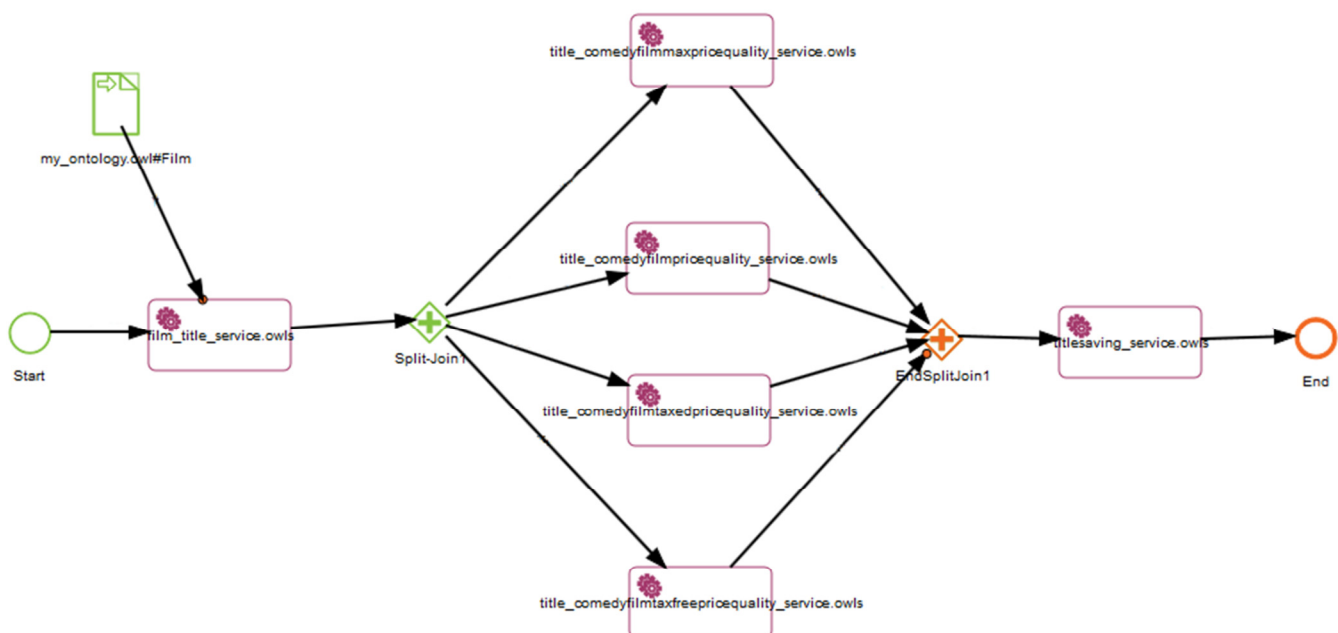 title_comedyfilmmaxpricequality_service.owls
my_ontology.owl#Film
title_comedyfilmpricequality_service.owls
film_title_service.owls
Split-Join1
EndSplitJoin1
titlesaving_service.owls
Start
End
title_comedyfilmtaxedpricequality_service.owls
title_comedyfilmtaxfreepricequality_service.owls